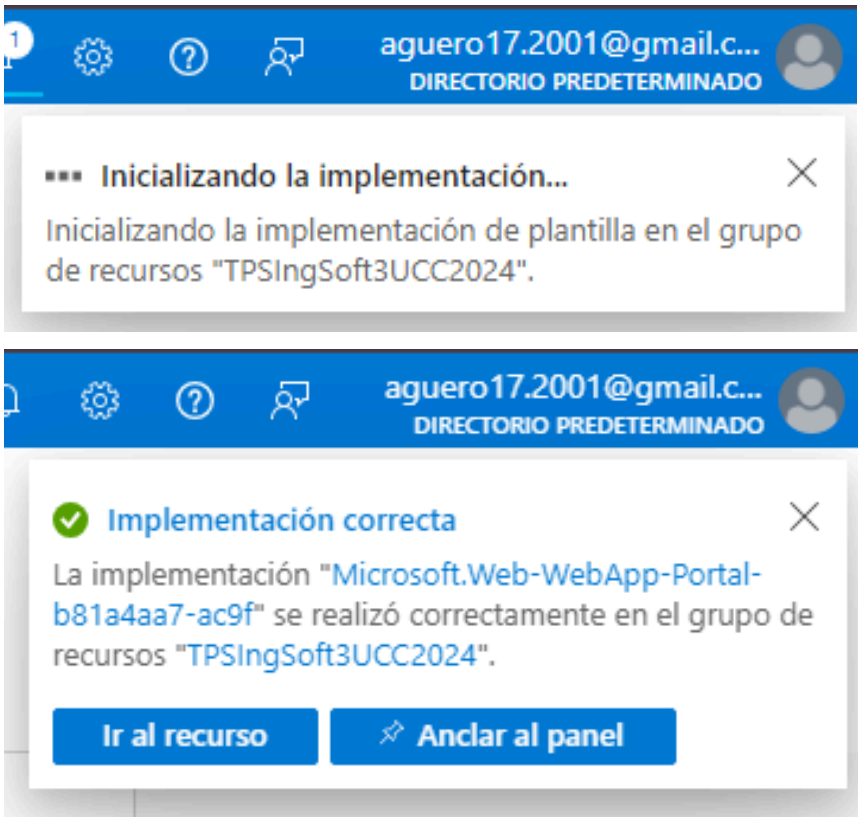 1
aguero17.2001@gmail.c...
DIRECTORIO PREDETERMINADO
Inicializando la implementación...
Inicializando la implementación de plantilla en el grupo
de recursos "TPSIngSoft3UCC2024".
aguero17.2001@gmail.c...
DIRECTORIO PREDETERMINADO
Implementación correcta
La implementación "Microsoft.Web-WebApp-Portal-
b81a4aa7-ac9f" se realizó correctamente en el grupo de
recursos "TPSIngSoft3UCC2024".
Ir al recurso
Anclar al panel